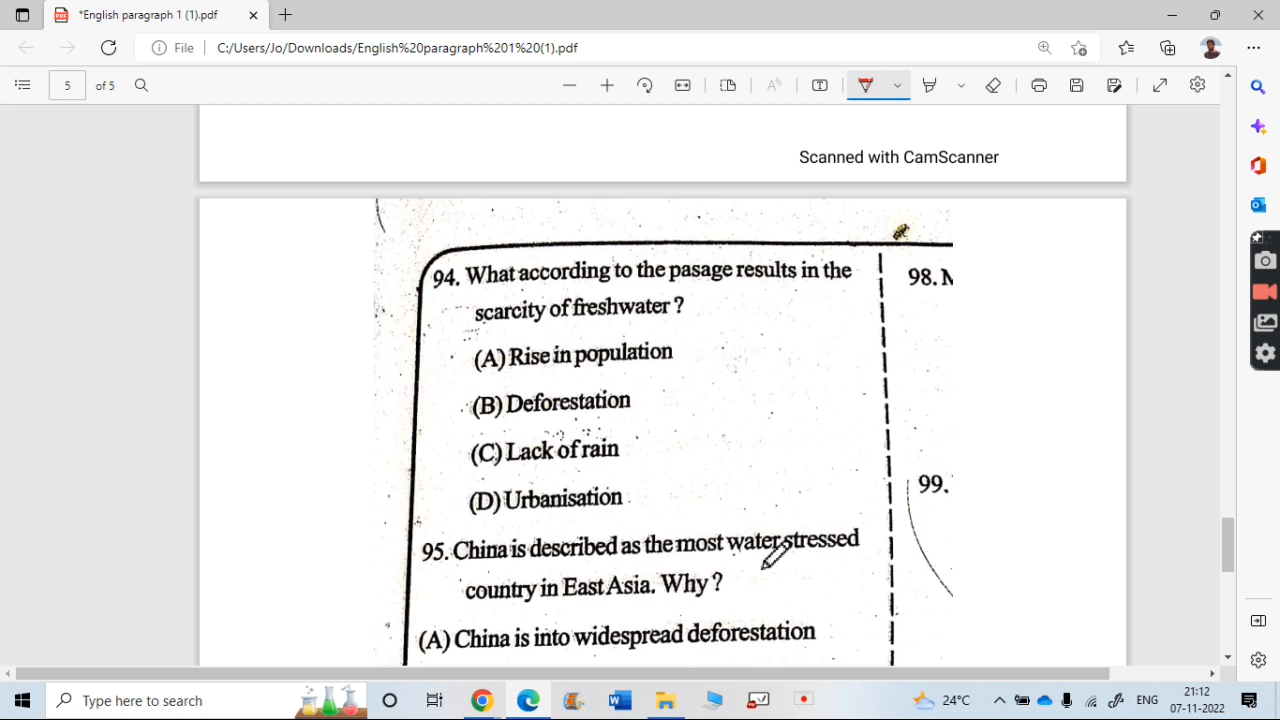 *English paragraph 1 (1).pdf
File
C:/Users/Jo/Downloads/English%20paragraph%201%20(1).pdf
5
of 5
Scanned with CamScanner
94. What according to the pasage results in the
scarcity of freshwater ?
(A) Rise in population
(B) Deforestation
(C) Lack of rain
(D) Urbanisation
95. China is described as the most water stressed
country in East Asia. Why ?
(A) China is into widespread deforestation
98.
99.
Type here to search
24°C
ENG
21:12
07-11-2022